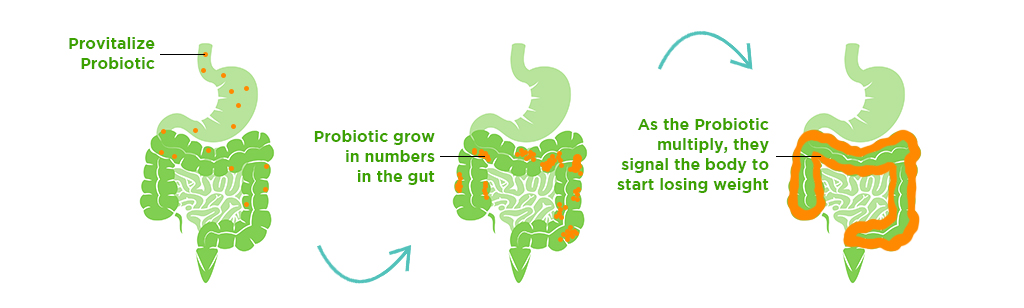 Provitalize
Probiotic
Probiotic grow
in numbers
in the gut
As the Probiotic
multiply, they
signal the body to
start losing weight